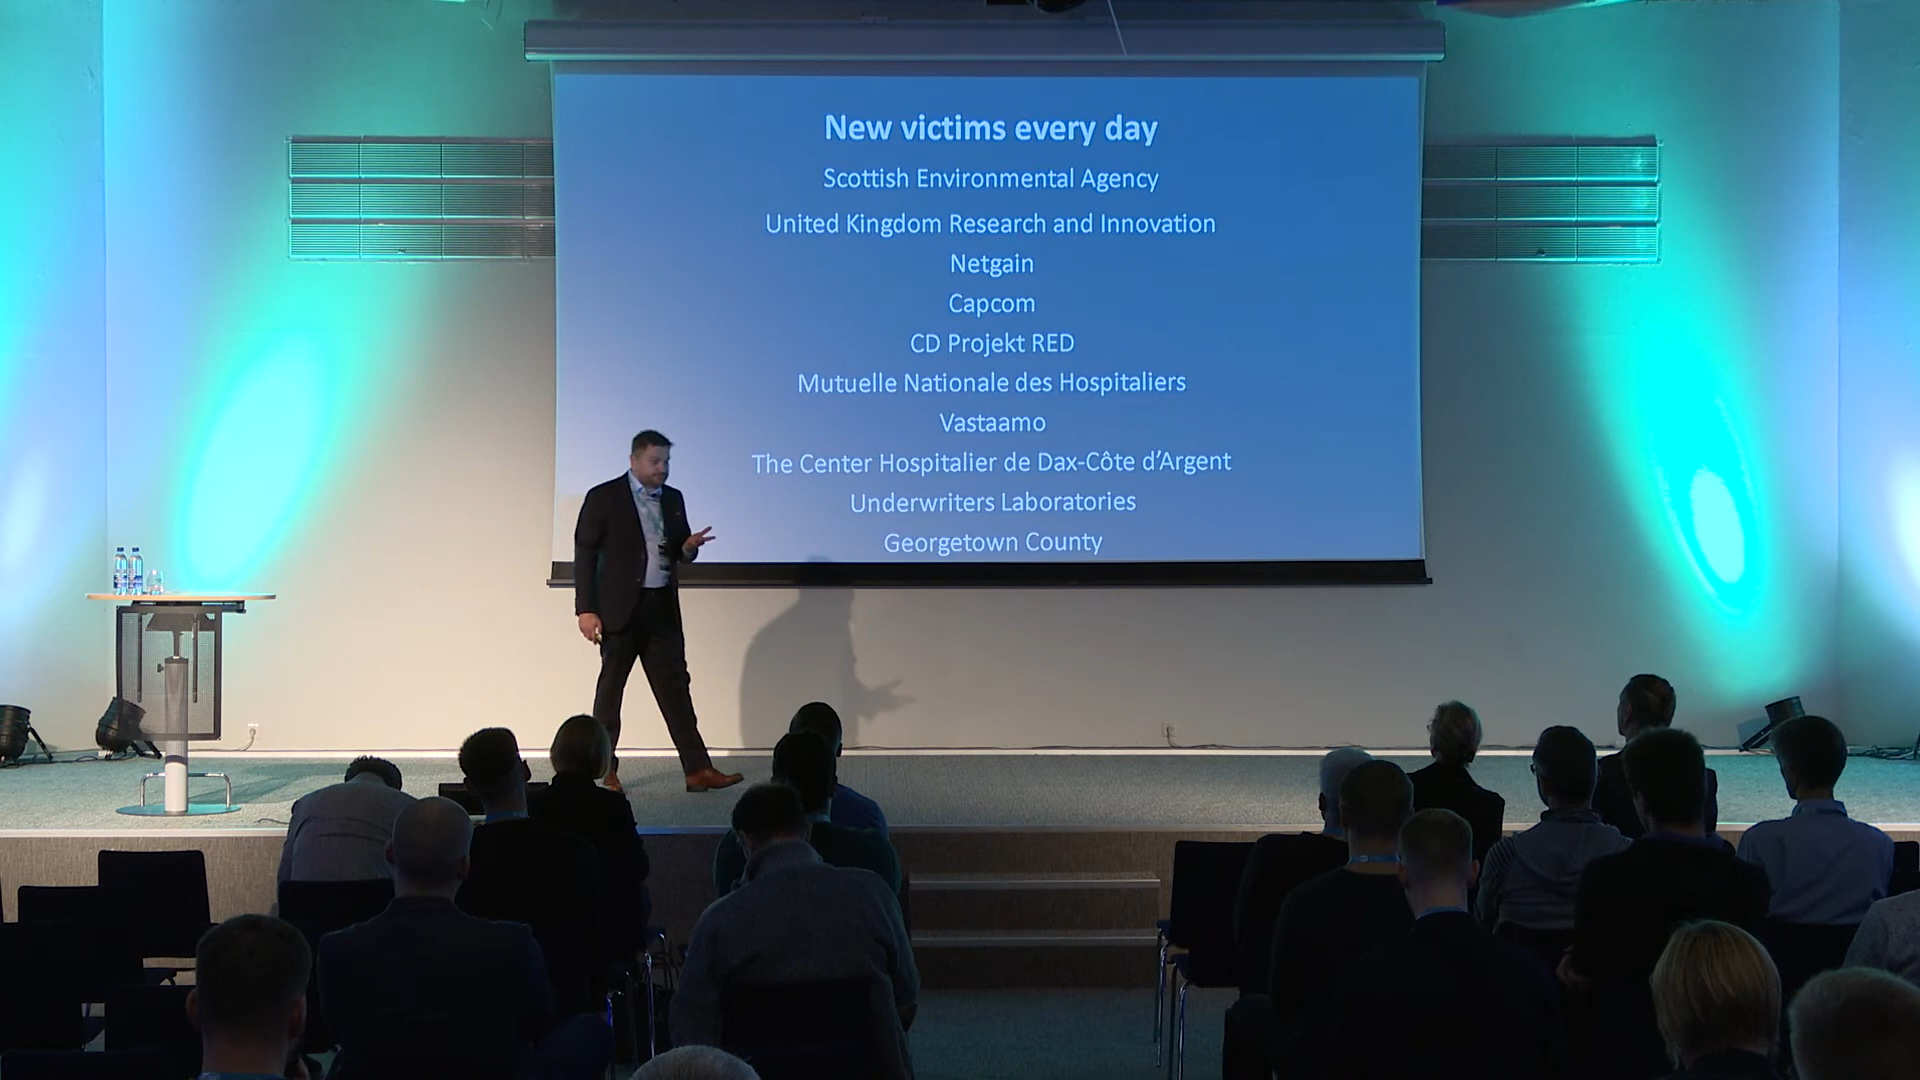 New victims every day
Scottish Environmental Agency
United Kingdom Research and Innovation
Netgain
Capcom
CD Projekt RED
Mutuelle Nationale des Hospitaliers
Vastaamo
The Center Hospitalier de Dax-Côte d’Argent
Underwriters Laboratories
Georgetown County